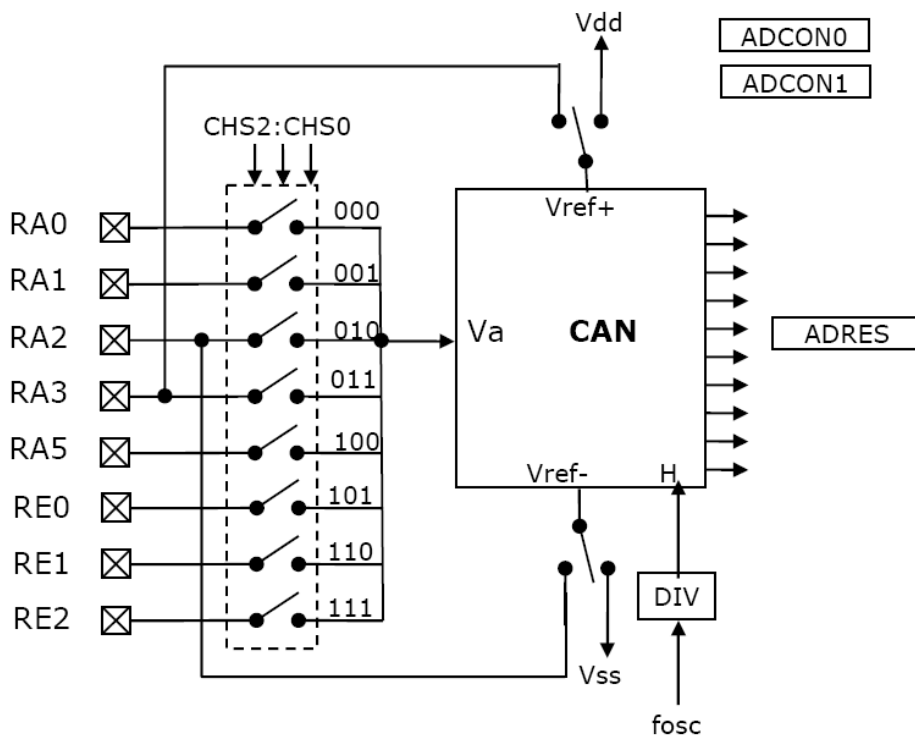 Vdd
ADCON0
ADCON1
CHS2:CHS0
RA0
000
Vref+
RA1
001
RA2
010
Va
CAN
ADRES
RA3
011
RA5
100
Vref-
H
RE0
101
RE1
110
DIV
RE2
111
Vss
fosc